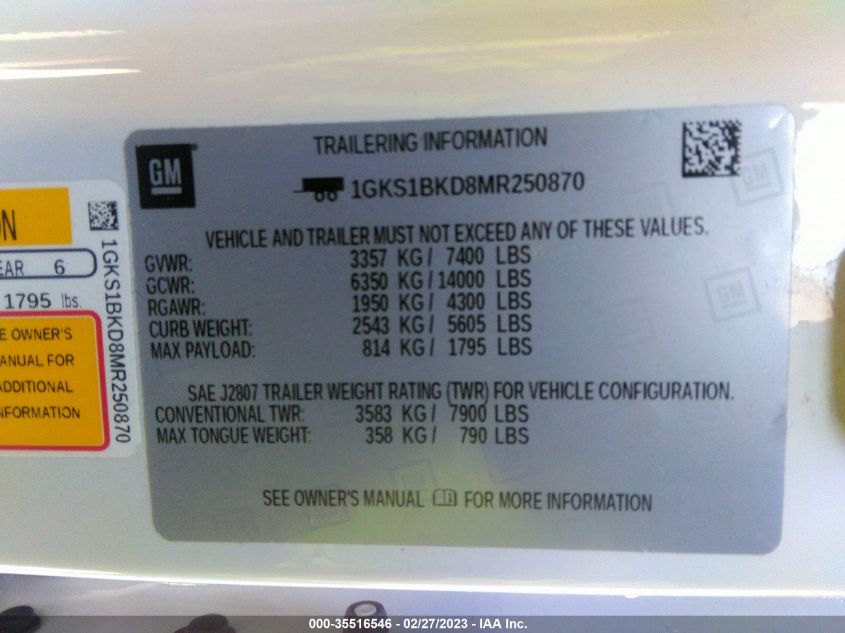 GM
TRAILERING INFORMATION
1GKS1BKD8MR250870
VEHICLE AND TRAILER MUST NOT EXCEED ANY OF THESE VALUES.
GVWR: 3357 KG / 7400 LBS
GCWR: 6350 KG / 14000 LBS
RGAWR: 1950 KG / 4300 LBS
CURB WEIGHT: 2543 KG / 5605 LBS
MAX PAYLOAD: 814 KG / 1795 LBS
SAE J2807 TRAILER WEIGHT RATING (TWR) FOR VEHICLE CONFIGURATION.
CONVENTIONAL TWR: 3583 KG / 7900 LBS
MAX TONGUE WEIGHT: 358 KG / 790 LBS
SEE OWNER'S MANUAL FOR MORE INFORMATION
ON
EAR 6
1795 lbs.
E OWNER'S
ANUAL FOR
ADDITIONAL
NFORMATION
1GKS1BKD8MR250870
GM
GM
000-35516546 — 02/27/2023 — IAA Inc.